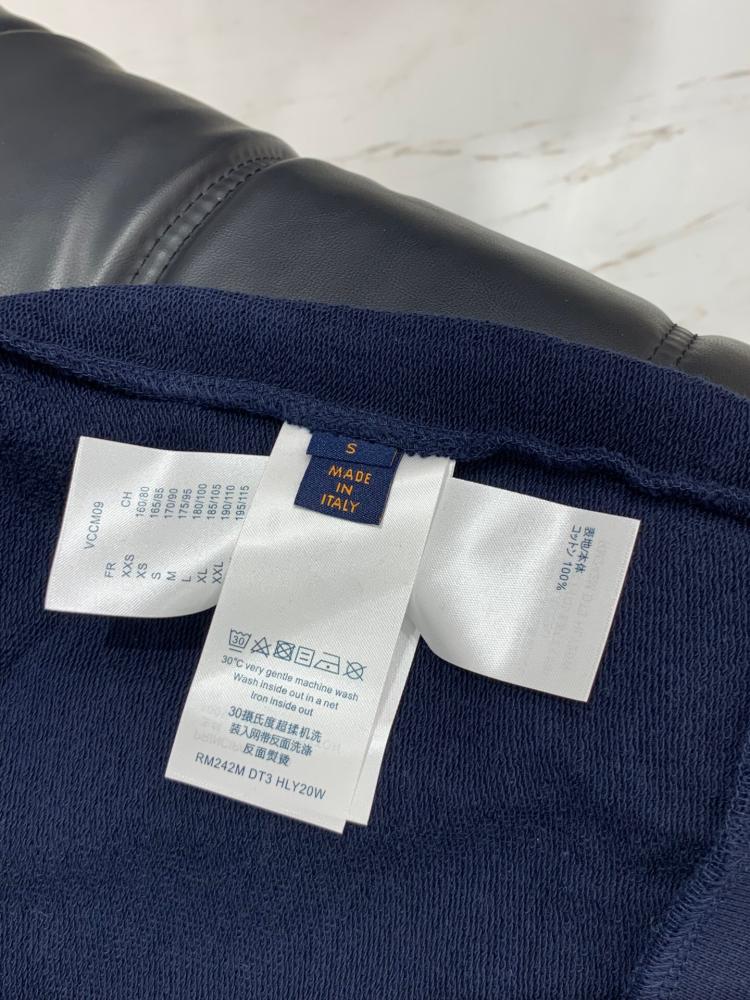 S
MADE
IN
ITALY
VCCM09
FR CH
XXS 160/80
XS 165/85
S 170/90
M 175/95
L 180/100
XL 185/105
XXL 190/110
195/115
30
30°C very gentle machine wash
Wash inside out in a net
Iron inside out
30摄氏度超揉机洗
装入网带反面洗涤
反面熨烫
RM242M DT3 HLY20W
表地/本体
コットン 100%